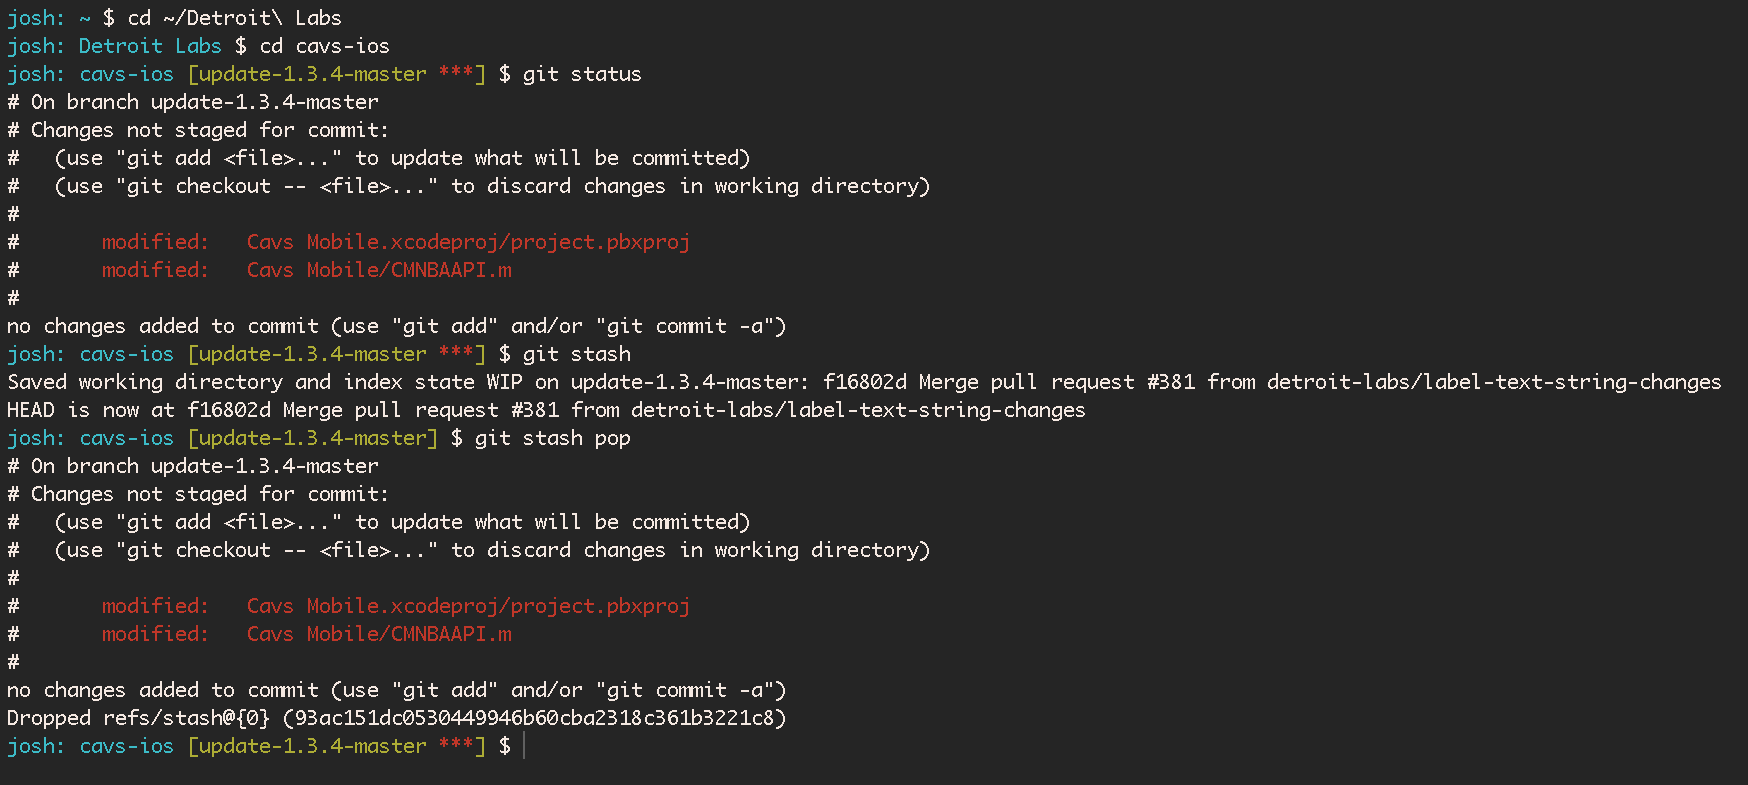 josh: ~ $ cd ~/Detroit\ Labs
josh: Detroit Labs $ cd cavs-ios
josh: cavs-ios [update-1.3.4-master ***] $ git status
# On branch update-1.3.4-master
# Changes not staged for commit:
#   (use "git add <file>..." to update what will be committed)
#   (use "git checkout -- <file>..." to discard changes in working directory)
#
#       modified:   Cavs Mobile.xcodeproj/project.pbxproj
#       modified:   Cavs Mobile/CMNBAAPI.m
#
no changes added to commit (use "git add" and/or "git commit -a")
josh: cavs-ios [update-1.3.4-master ***] $ git stash
Saved working directory and index state WIP on update-1.3.4-master: f16802d Merge pull request #381 from detroit-labs/label-text-string-changes
HEAD is now at f16802d Merge pull request #381 from detroit-labs/label-text-string-changes
josh: cavs-ios [update-1.3.4-master] $ git stash pop
# On branch update-1.3.4-master
# Changes not staged for commit:
#   (use "git add <file>..." to update what will be committed)
#   (use "git checkout -- <file>..." to discard changes in working directory)
#
#       modified:   Cavs Mobile.xcodeproj/project.pbxproj
#       modified:   Cavs Mobile/CMNBAAPI.m
#
no changes added to commit (use "git add" and/or "git commit -a")
Dropped refs/stash@{0} (93ac151dc0530449946b60cba2318c361b3221c8)
josh: cavs-ios [update-1.3.4-master ***] $